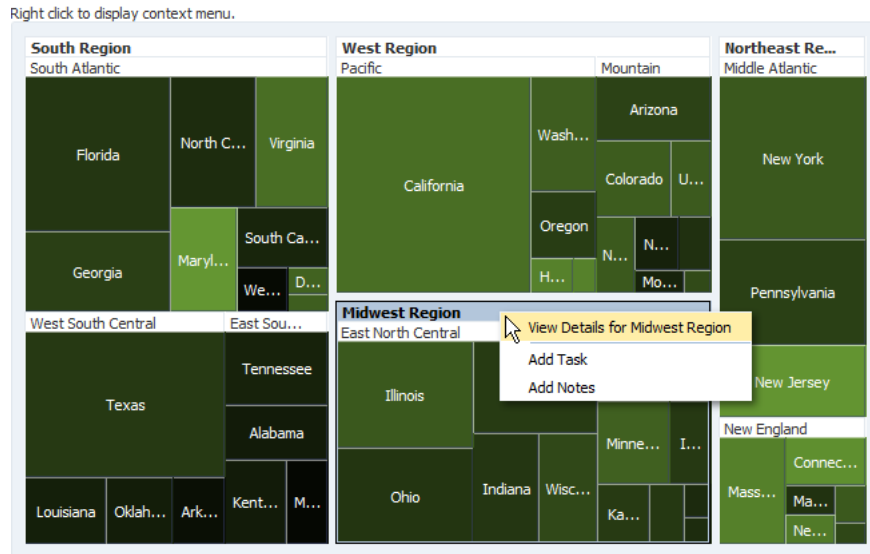 Right click to display context menu.
South Region
South Atlantic
Florida
North C...
Virginia
Georgia
Maryl...
South Ca...
We...
D...
West South Central
East Sou...
Texas
Tennessee
Alabama
Louisiana
Oklah...
Ark...
Kent...
M...
West Region
Pacific
Mountain
California
Wash...
Oregon
H...
Arizona
Colorado
U...
N...
N...
Mo...
Midwest Region
East North Central
View Details for Midwest Region
Add Task
Add Notes
Illinois
Ohio
Indiana
Wisc...
Minne...
I...
Ka...
Northeast Re...
Middle Atlantic
New York
Pennsylvania
New Jersey
New England
Mass...
Connec...
Ma...
Ne...